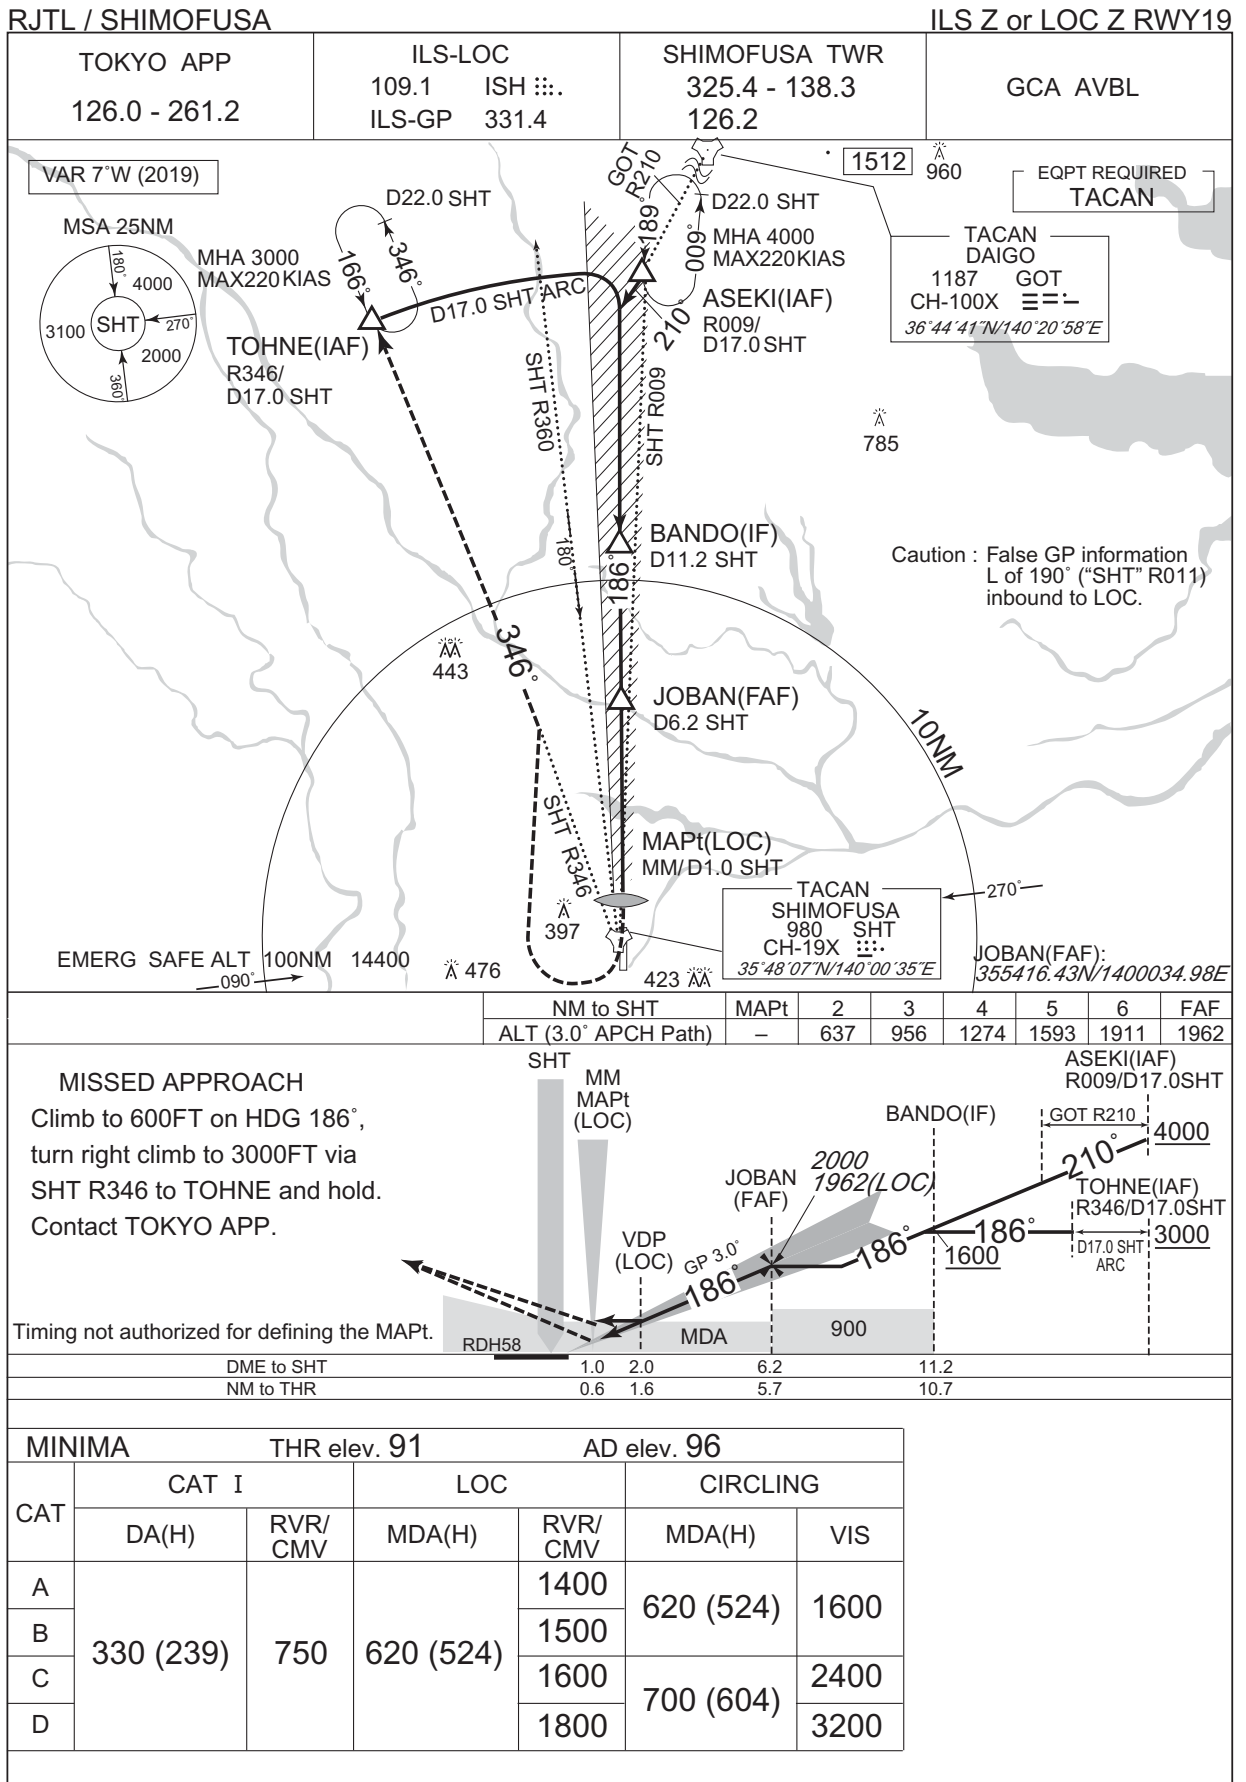 RJTL / SHIMOFUSA
ILS Z or LOC Z RWY19
TOKYO APP
126.0 - 261.2
ILS-LOC
109.1 ISH
ILS-GP 331.4
SHIMOFUSA TWR
325.4 - 138.3
126.2
GCA AVBL
VAR 7°W (2019)
MSA 25NM
180°
4000
3100
SHT
270°
2000
360°
MHA 3000
MAX220KIAS
D22.0 SHT
166°
346°
D17.0 SHT ARC
TOHNE(IAF)
R346/
D17.0 SHT
GOT
R210
189°
009°
D22.0 SHT
MHA 4000
MAX220KIAS
ASEKI(IAF)
R009/
D17.0 SHT
210°
1512
960
EQPT REQUIRED
TACAN
TACAN
DAIGO
1187 GOT
CH-100X
36°44´41˝N/140°20´58˝E
785
SHT R360
SHT R009
180°
BANDO(IF)
D11.2 SHT
186°
Caution : False GP information
L of 190° (“SHT” R011)
inbound to LOC.
346°
443
JOBAN(FAF)
D6.2 SHT
10NM
SHT R346
MAPt(LOC)
MM/D1.0 SHT
397
TACAN
SHIMOFUSA
980 SHT
CH-19X
35°48´07˝N/140°00´35˝E
270°
EMERG SAFE ALT 100NM 14400
090°
476
423
JOBAN(FAF):
355416.43N/1400034.98E
NM to SHT MAPt 2 3 4 5 6 FAF
ALT (3.0° APCH Path) – 637 956 1274 1593 1911 1962
MISSED APPROACH
Climb to 600FT on HDG 186°,
turn right climb to 3000FT via
SHT R346 to TOHNE and hold.
Contact TOKYO APP.
Timing not authorized for defining the MAPt.
SHT
MM
MAPt
(LOC)
VDP
(LOC)
GP 3.0°
186°
JOBAN
(FAF)
2000
1962(LOC)
186°
BANDO(IF)
1600
186°
GOT R210
210°
ASEKI(IAF)
R009/D17.0SHT
4000
TOHNE(IAF)
R346/D17.0SHT
3000
D17.0 SHT
ARC
RDH58
MDA
900
DME to SHT 1.0 2.0 6.2 11.2
NM to THR 0.6 1.6 5.7 10.7
MINIMA THR elev. 91 AD elev. 96
CAT
CAT I
LOC
CIRCLING
DA(H)
RVR/
CMV
MDA(H)
RVR/
CMV
MDA(H)
VIS
A
B
C
D
330 (239)
750
620 (524)
1400
1500
1600
1800
620 (524)
700 (604)
1600
2400
3200